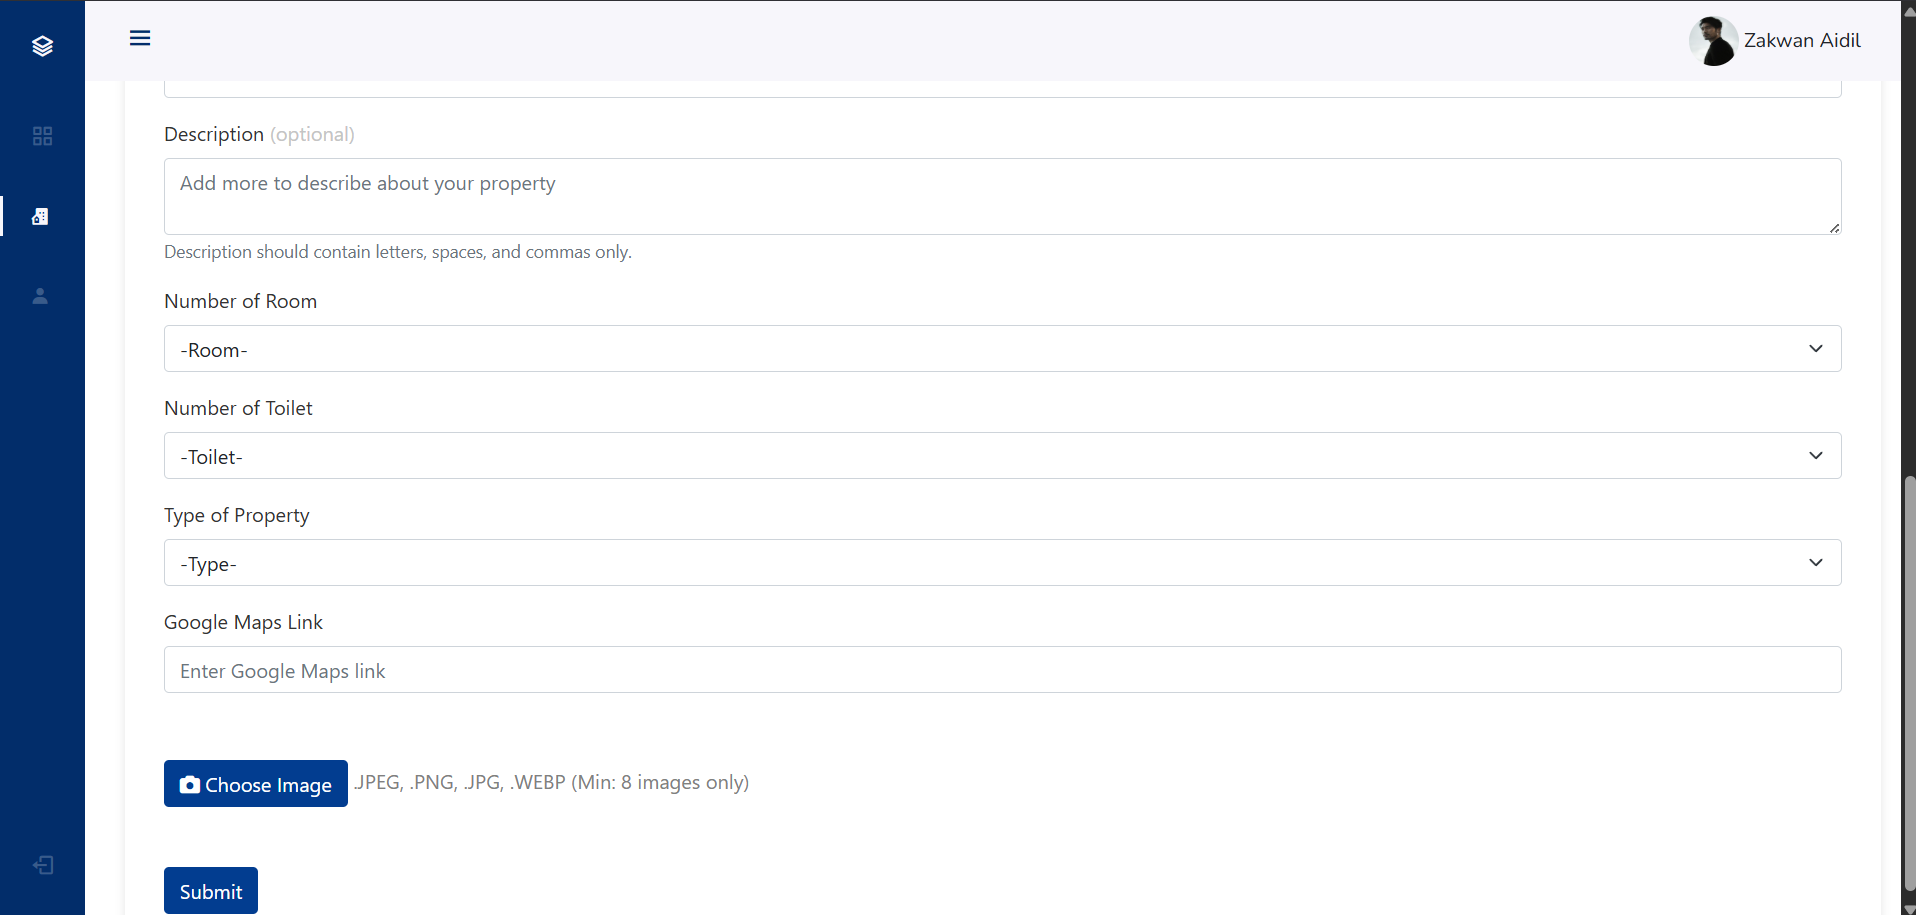 Zakwan Aidil
Description (optional)
Add more to describe about your property
Description should contain letters, spaces, and commas only.
Number of Room
-Room-
Number of Toilet
-Toilet-
Type of Property
-Type-
Google Maps Link
Enter Google Maps link
Choose Image .JPEG, .PNG, .JPG, .WEBP (Min: 8 images only)
Submit